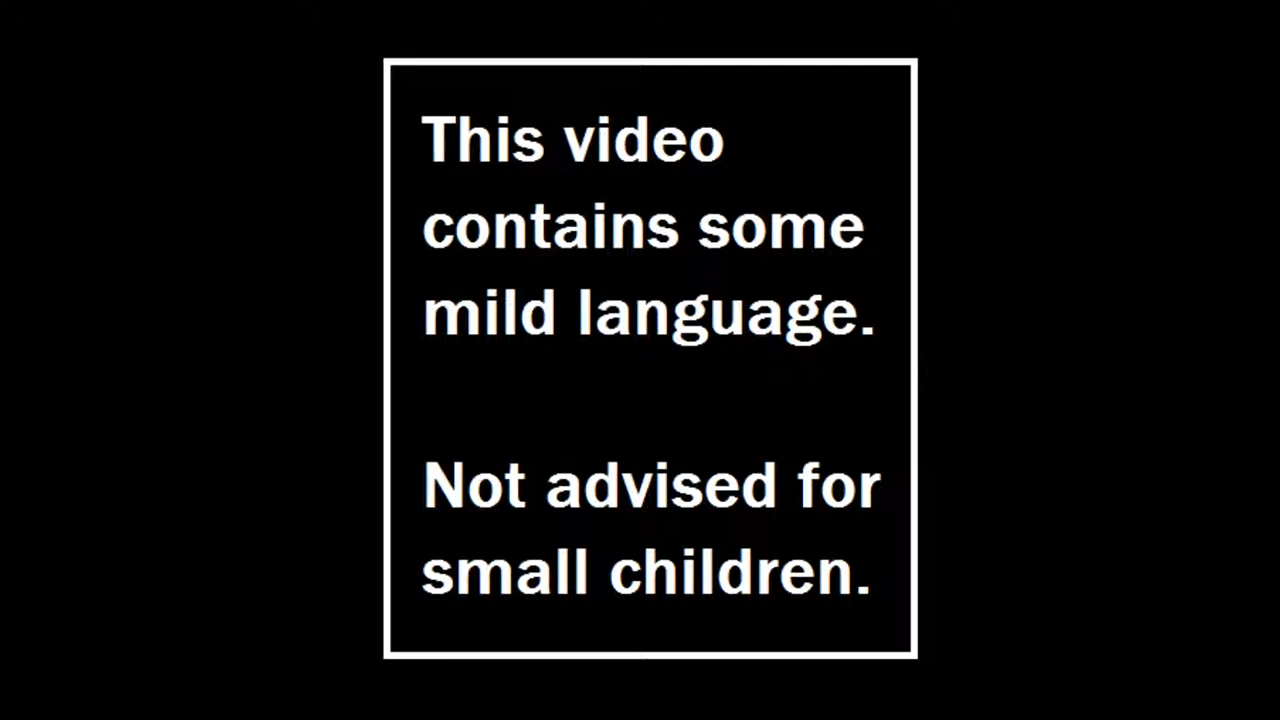 This video
contains some
mild language.
Not advised for
small children.